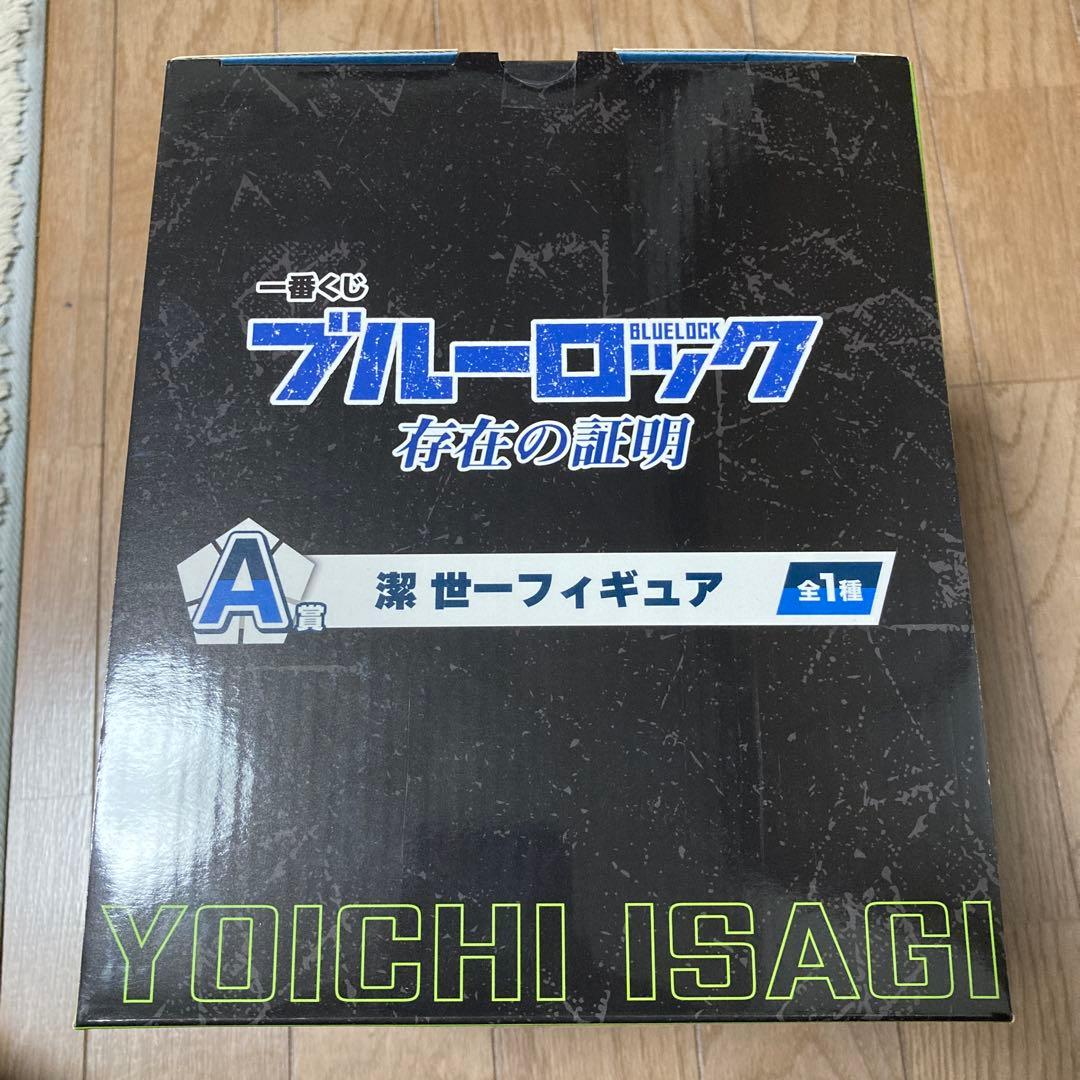 一番くじ
ブルーロック
BLUELOCK
存在の証明
A賞
潔 世一フィギュア
全1種
YOICHI ISAGI